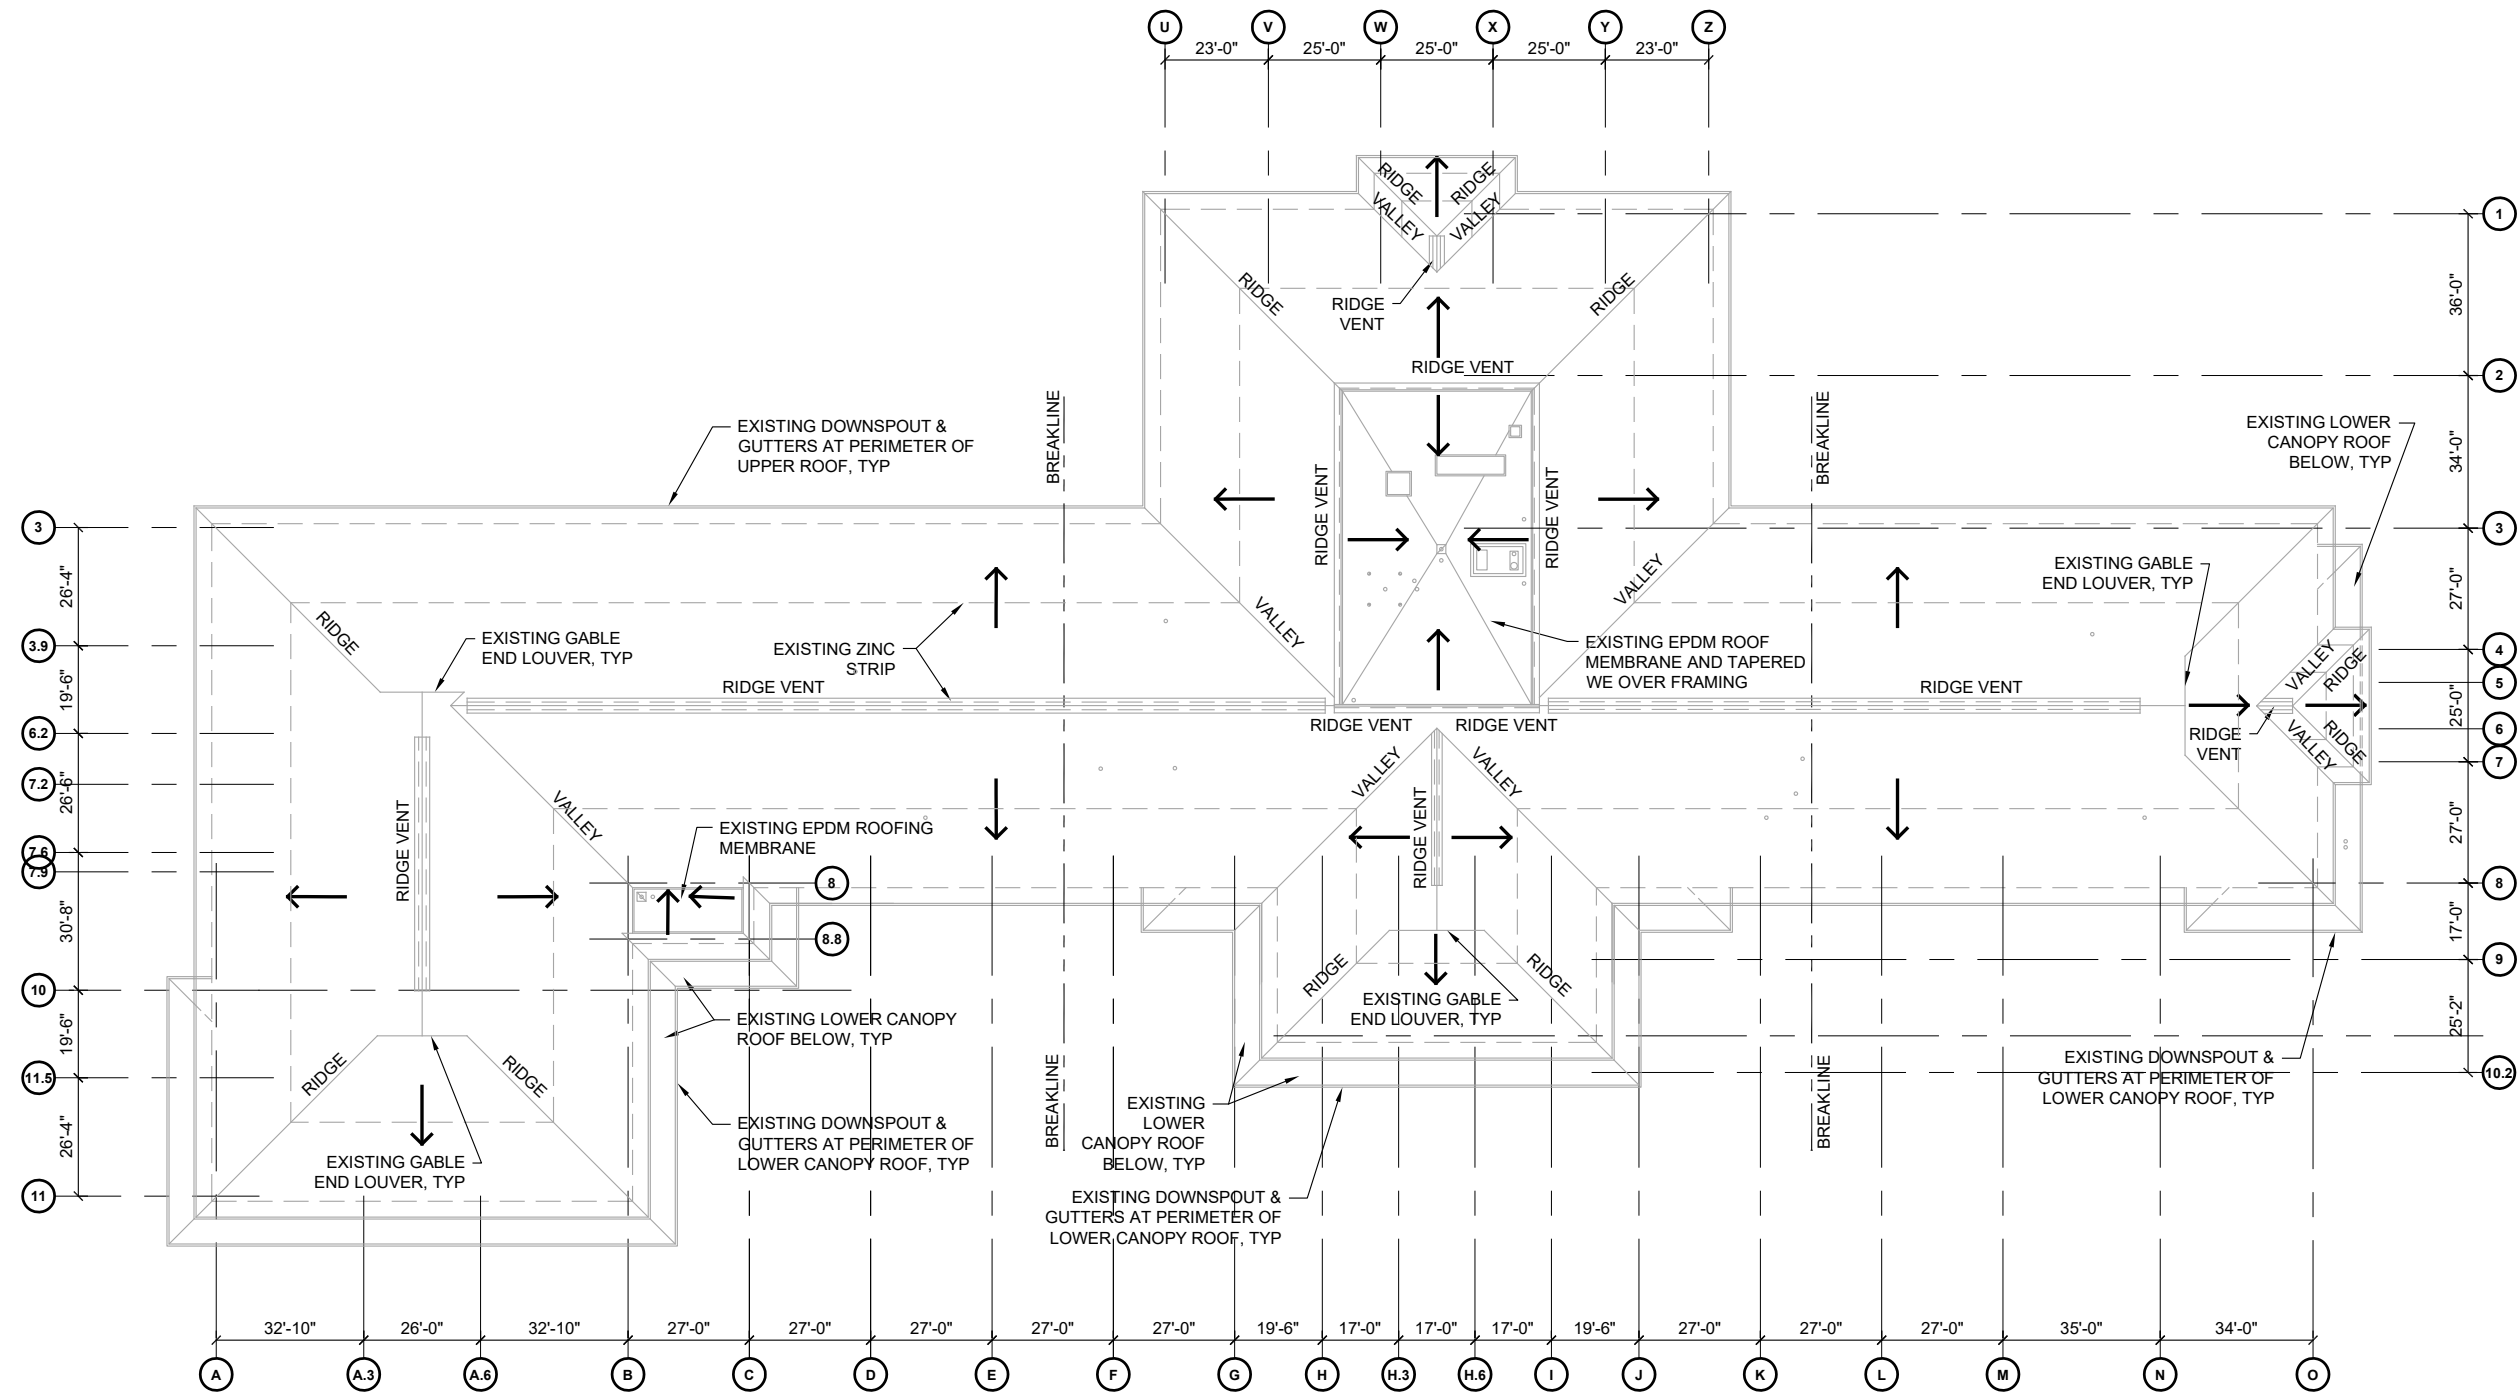 U
V
W
X
Y
Z
23'-0"
25'-0"
25'-0"
25'-0"
23'-0"
RIDGE
RIDGE
VALLEY
VALLEY
1
RIDGE
RIDGE
RIDGE
VENT
36'-0"
RIDGE VENT
2
BREAKLINE
BREAKLINE
EXISTING DOWNSPOUT &
GUTTERS AT PERIMETER OF
UPPER ROOF, TYP
EXISTING LOWER
CANOPY ROOF
BELOW, TYP
34'-0"
RIDGE VENT
RIDGE VENT
3
3
26'-4"
EXISTING GABLE
END LOUVER, TYP
27'-0"
RIDGE
VALLEY
VALLEY
3.9
EXISTING GABLE
END LOUVER, TYP
EXISTING ZINC
STRIP
EXISTING EPDM ROOF
MEMBRANE AND TAPERED
WE OVER FRAMING
VALLEY
RIDGE
4
5
19'-6"
RIDGE VENT
RIDGE VENT
25'-0"
6.2
RIDGE VENT
RIDGE VENT
RIDGE
VENT
VALLEY
RIDGE
6
7
7.2
26'-6"
VALLEY
VALLEY
RIDGE VENT
VALLEY
RIDGE VENT
EXISTING EPDM ROOFING
MEMBRANE
27'-0"
7.6
7.9
8
8
30'-8"
8.8
17'-0"
9
10
RIDGE
RIDGE
EXISTING GABLE
END LOUVER, TYP
EXISTING LOWER CANOPY
ROOF BELOW, TYP
19'-6"
25'-2"
11.5
RIDGE
RIDGE
BREAKLINE
BREAKLINE
EXISTING DOWNSPOUT &
GUTTERS AT PERIMETER OF
LOWER CANOPY ROOF, TYP
10.2
26'-4"
EXISTING GABLE
END LOUVER, TYP
EXISTING DOWNSPOUT &
GUTTERS AT PERIMETER OF
LOWER CANOPY ROOF, TYP
EXISTING
LOWER
CANOPY ROOF
BELOW, TYP
11
EXISTING DOWNSPOUT &
GUTTERS AT PERIMETER OF
LOWER CANOPY ROOF, TYP
32'-10"
26'-0"
32'-10"
27'-0"
27'-0"
27'-0"
27'-0"
27'-0"
19'-6"
17'-0"
17'-0"
17'-0"
19'-6"
27'-0"
27'-0"
27'-0"
35'-0"
34'-0"
A
A.3
A.6
B
C
D
E
F
G
H
H.3
H.6
I
J
K
L
M
N
O